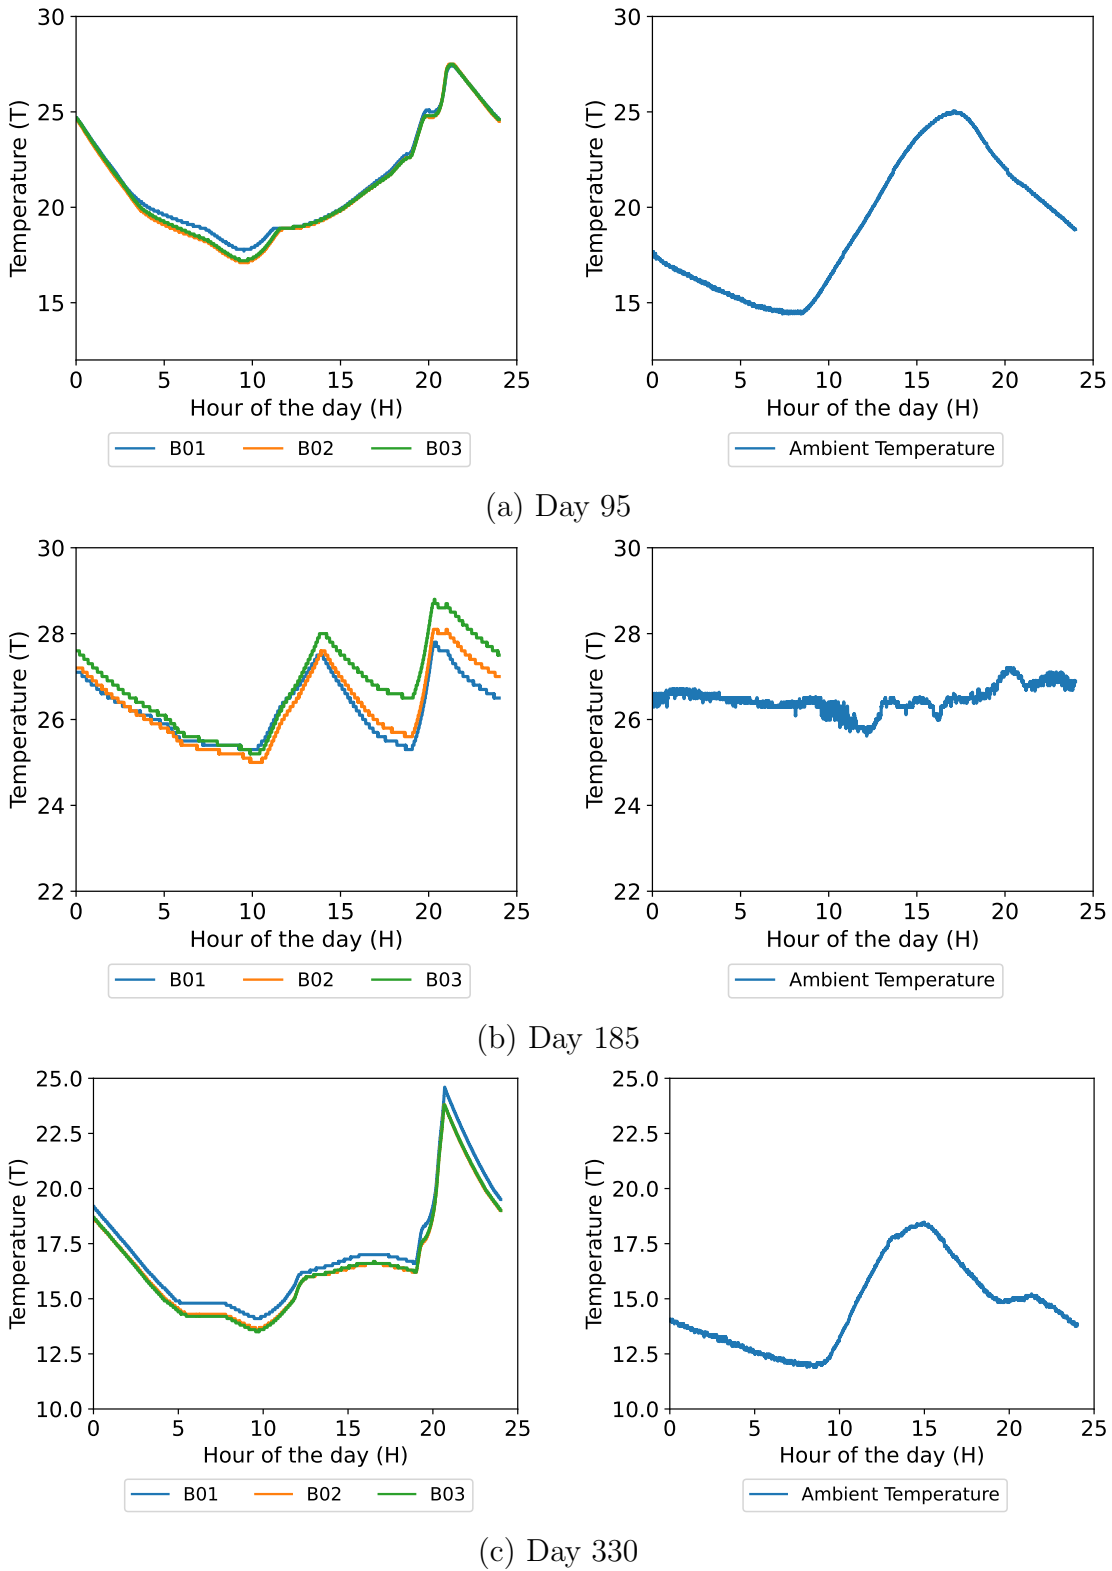 30
25
20
15
Temperature (T)
0 5 10 15 20 25
Hour of the day (H)
B01 B02 B03
30
25
20
15
Temperature (T)
0 5 10 15 20 25
Hour of the day (H)
Ambient Temperature
(a) Day 95
30
28
26
24
22
Temperature (T)
0 5 10 15 20 25
Hour of the day (H)
B01 B02 B03
30
28
26
24
22
Temperature (T)
0 5 10 15 20 25
Hour of the day (H)
Ambient Temperature
(b) Day 185
25.0
22.5
20.0
17.5
15.0
12.5
10.0
Temperature (T)
0 5 10 15 20 25
Hour of the day (H)
B01 B02 B03
25.0
22.5
20.0
17.5
15.0
12.5
10.0
Temperature (T)
0 5 10 15 20 25
Hour of the day (H)
Ambient Temperature
(c) Day 330